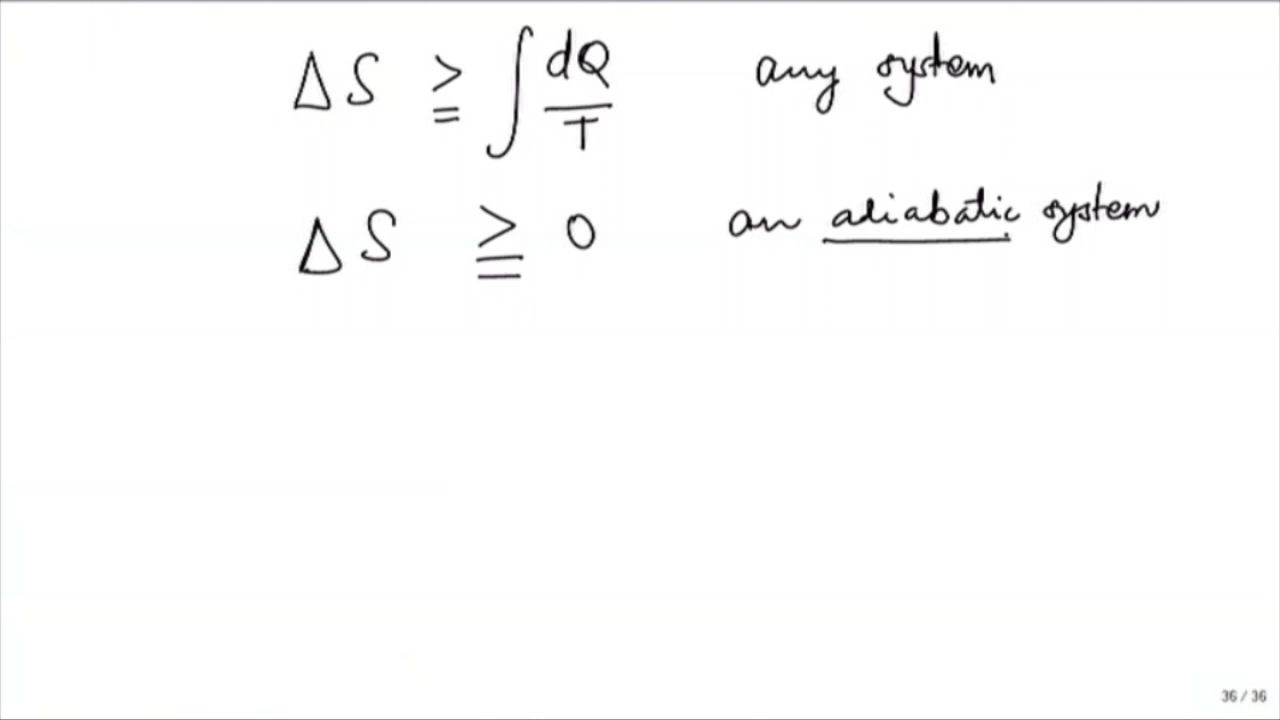 ΔS ≧ ∫ dQ/T any system
ΔS ≧ 0 an adiabatic system
36 / 36